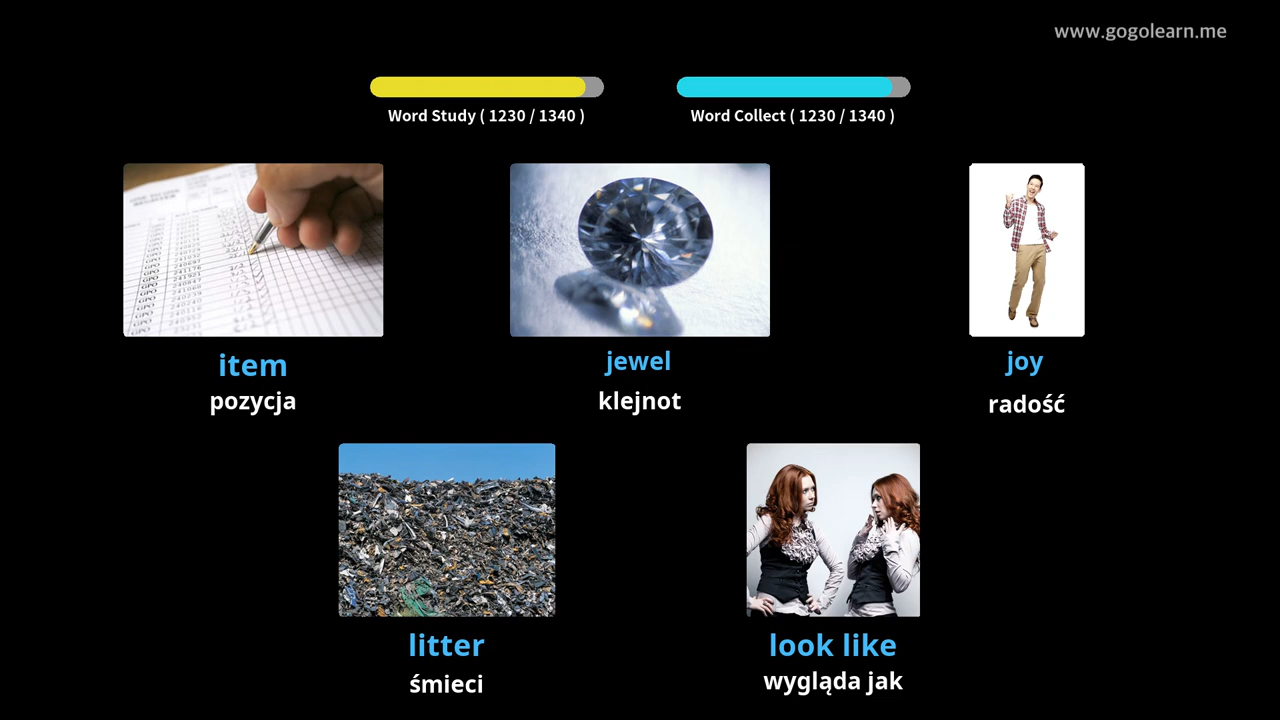 www.gogolearn.me
Word Study ( 1230 / 1340 )
Word Collect ( 1230 / 1340 )
item
pozycja
jewel
klejnot
joy
radość
litter
śmieci
look like
wygląda jak